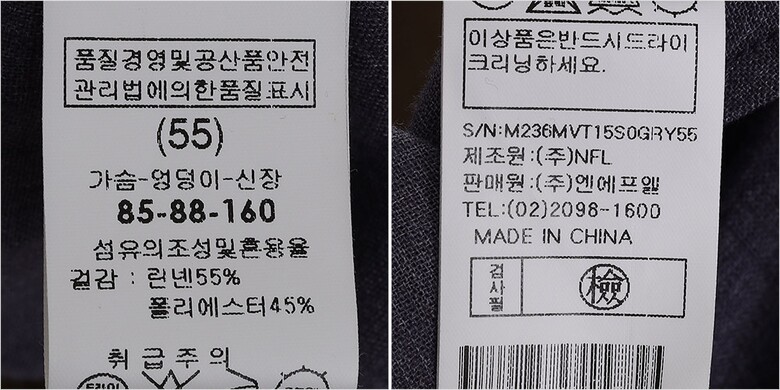 품질경영및공산품안전
관리법에의한품질표시
(55)
가슴-엉덩이-신장
85-88-160
섬유의조성및혼용율
겉감 : 린넨55%
폴리에스터45%
취급주의
드라이
표백
이상품은반드시드라이
크리닝하세요.
S/N:M236MVT15S0GRY55
제조원:(주)NFL
판매원:(주)엔에프엘
TEL:(02)2098-1600
MADE IN CHINA
검사필
檢